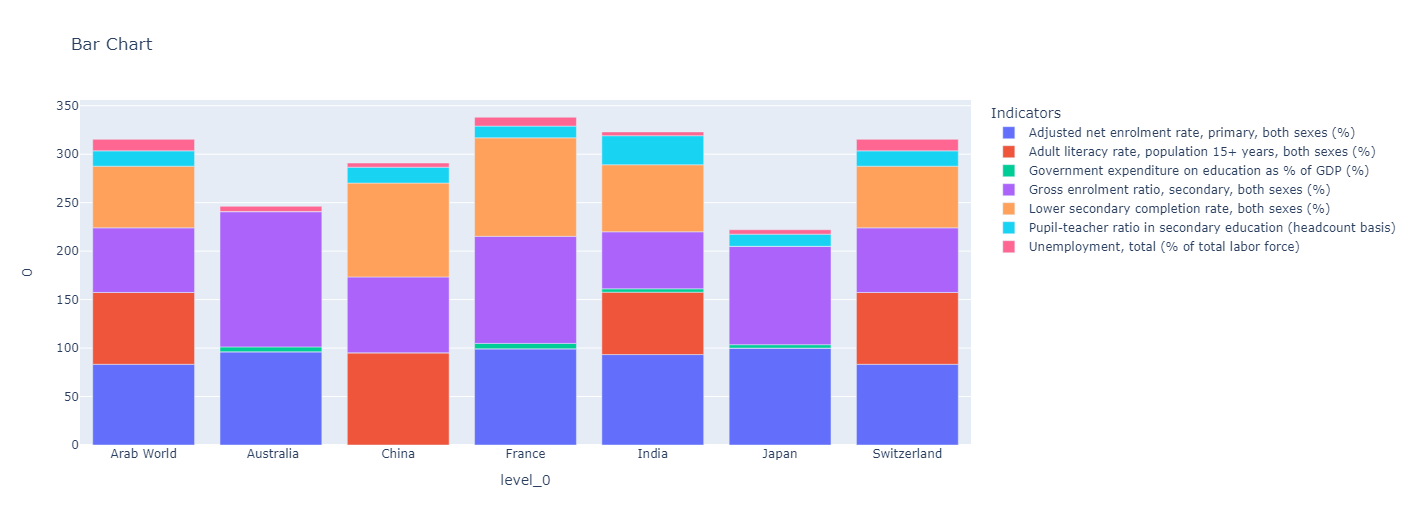 Bar Chart
350
300
250
200
150
100
50
0
0
Arab World
Australia
China
France
India
Japan
Switzerland
level_0
Indicators
Adjusted net enrolment rate, primary, both sexes (%)
Adult literacy rate, population 15+ years, both sexes (%)
Government expenditure on education as % of GDP (%)
Gross enrolment ratio, secondary, both sexes (%)
Lower secondary completion rate, both sexes (%)
Pupil-teacher ratio in secondary education (headcount basis)
Unemployment, total (% of total labor force)